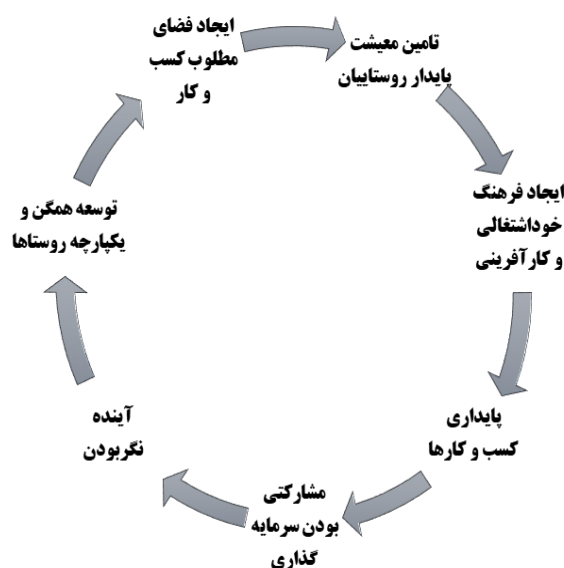 تامین معیشت
پایدار روستاییان
ایجاد فرهنگ
خوداشتغالی
و کارآفرینی
پایداری
کسب و کارها
مشارکتی
بودن سرمایه
گذاری
آینده
نگربودن
توسعه همگن و
یکپارچه روستاها
ایجاد فضای
مطلوب کسب
و کار